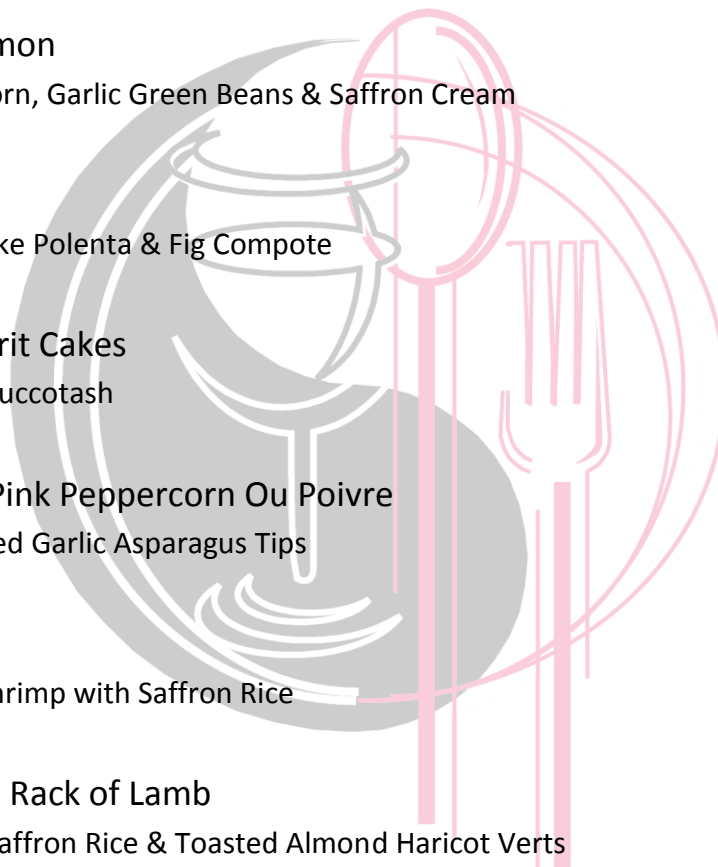 mon
orn, Garlic Green Beans & Saffron Cream
ke Polenta & Fig Compote
rit Cakes
uccotash
Pink Peppercorn Ou Poivre
ed Garlic Asparagus Tips
hrimp with Saffron Rice
Rack of Lamb
affron Rice & Toasted Almond Haricot Verts